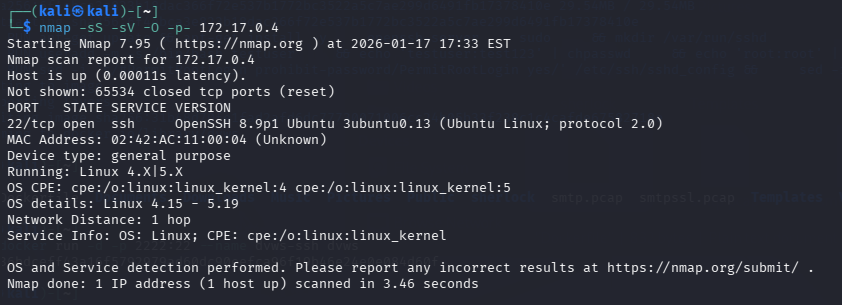 ┌──(kali㉿kali)-[~]
└─$ nmap -sS -sV -O -p- 172.17.0.4
Starting Nmap 7.95 ( https://nmap.org ) at 2026-01-17 17:33 EST
Nmap scan report for 172.17.0.4
Host is up (0.00011s latency).
Not shown: 65534 closed tcp ports (reset)
PORT   STATE SERVICE VERSION
22/tcp open  ssh     OpenSSH 8.9p1 Ubuntu 3ubuntu0.13 (Ubuntu Linux; protocol 2.0)
MAC Address: 02:42:AC:11:00:04 (Unknown)
Device type: general purpose
Running: Linux 4.X|5.X
OS CPE: cpe:/o:linux:linux_kernel:4 cpe:/o:linux:linux_kernel:5
OS details: Linux 4.15 - 5.19
smtp.pcap  smtpssl.pcap  Templates
Network Distance: 1 hop
Service Info: OS: Linux; CPE: cpe:/o:linux:linux_kernel

OS and Service detection performed. Please report any incorrect results at https://nmap.org/submit/ .
Nmap done: 1 IP address (1 host up) scanned in 3.46 seconds